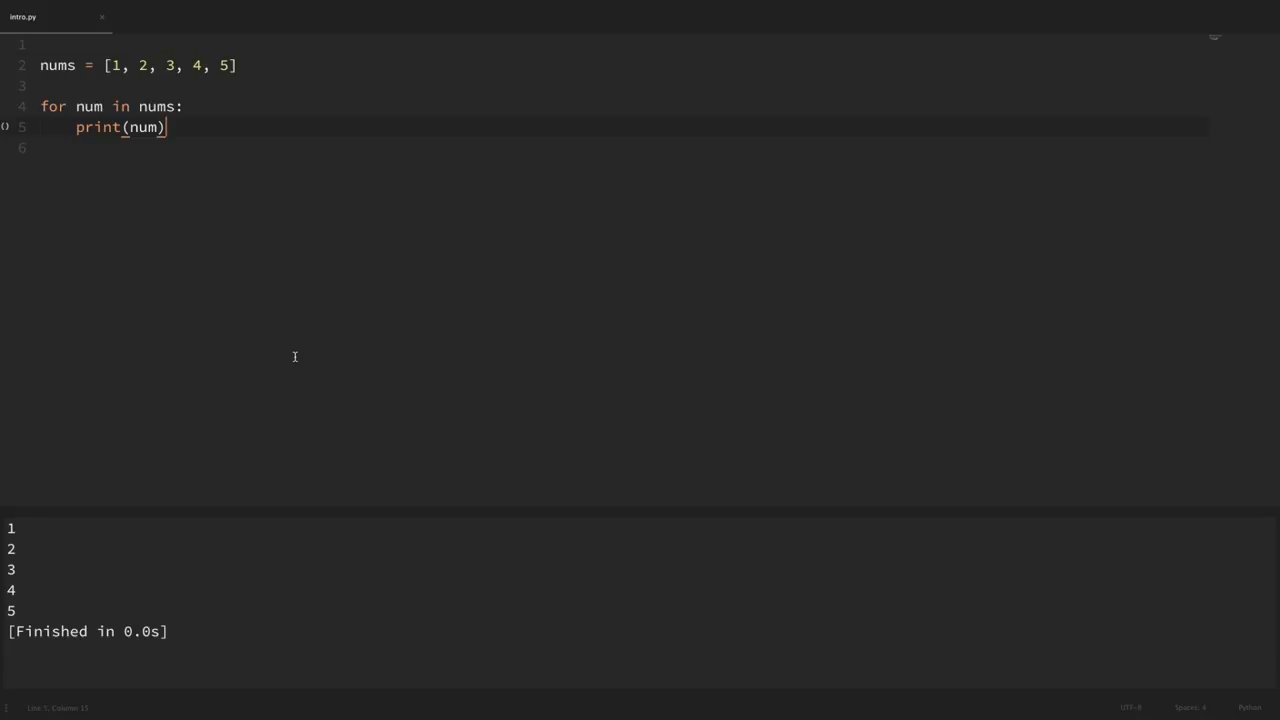 intro.py ×
1
2 nums = [1, 2, 3, 4, 5]
3
4 for num in nums:
5     print(num)
6
1
2
3
4
5
[Finished in 0.0s]
Line 5, Column 15
UTF-8 Spaces: 4 Python